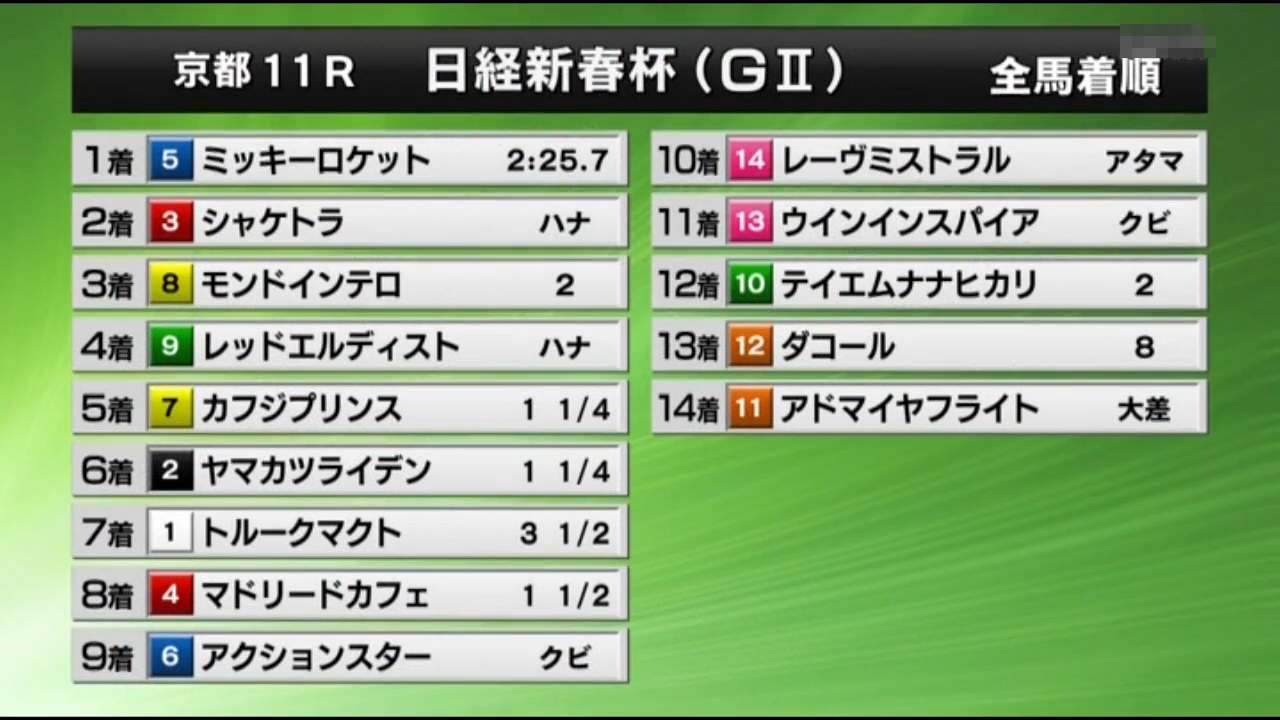 京都11R 日経新春杯(GⅡ) 全馬着順
1着 5 ミッキーロケット 2:25.7
2着 3 シャケトラ ハナ
3着 8 モンドインテロ 2
4着 9 レッドエルディスト ハナ
5着 7 カフジプリンス 1 1/4
6着 2 ヤマカツライデン 1 1/4
7着 1 トルークマクト 3 1/2
8着 4 マドリードカフェ 1 1/2
9着 6 アクションスター クビ
10着 14 レーヴミストラル アタマ
11着 13 ウインインスパイア クビ
12着 10 テイエムナナヒカリ 2
13着 12 ダコール 8
14着 11 アドマイヤフライト 大差